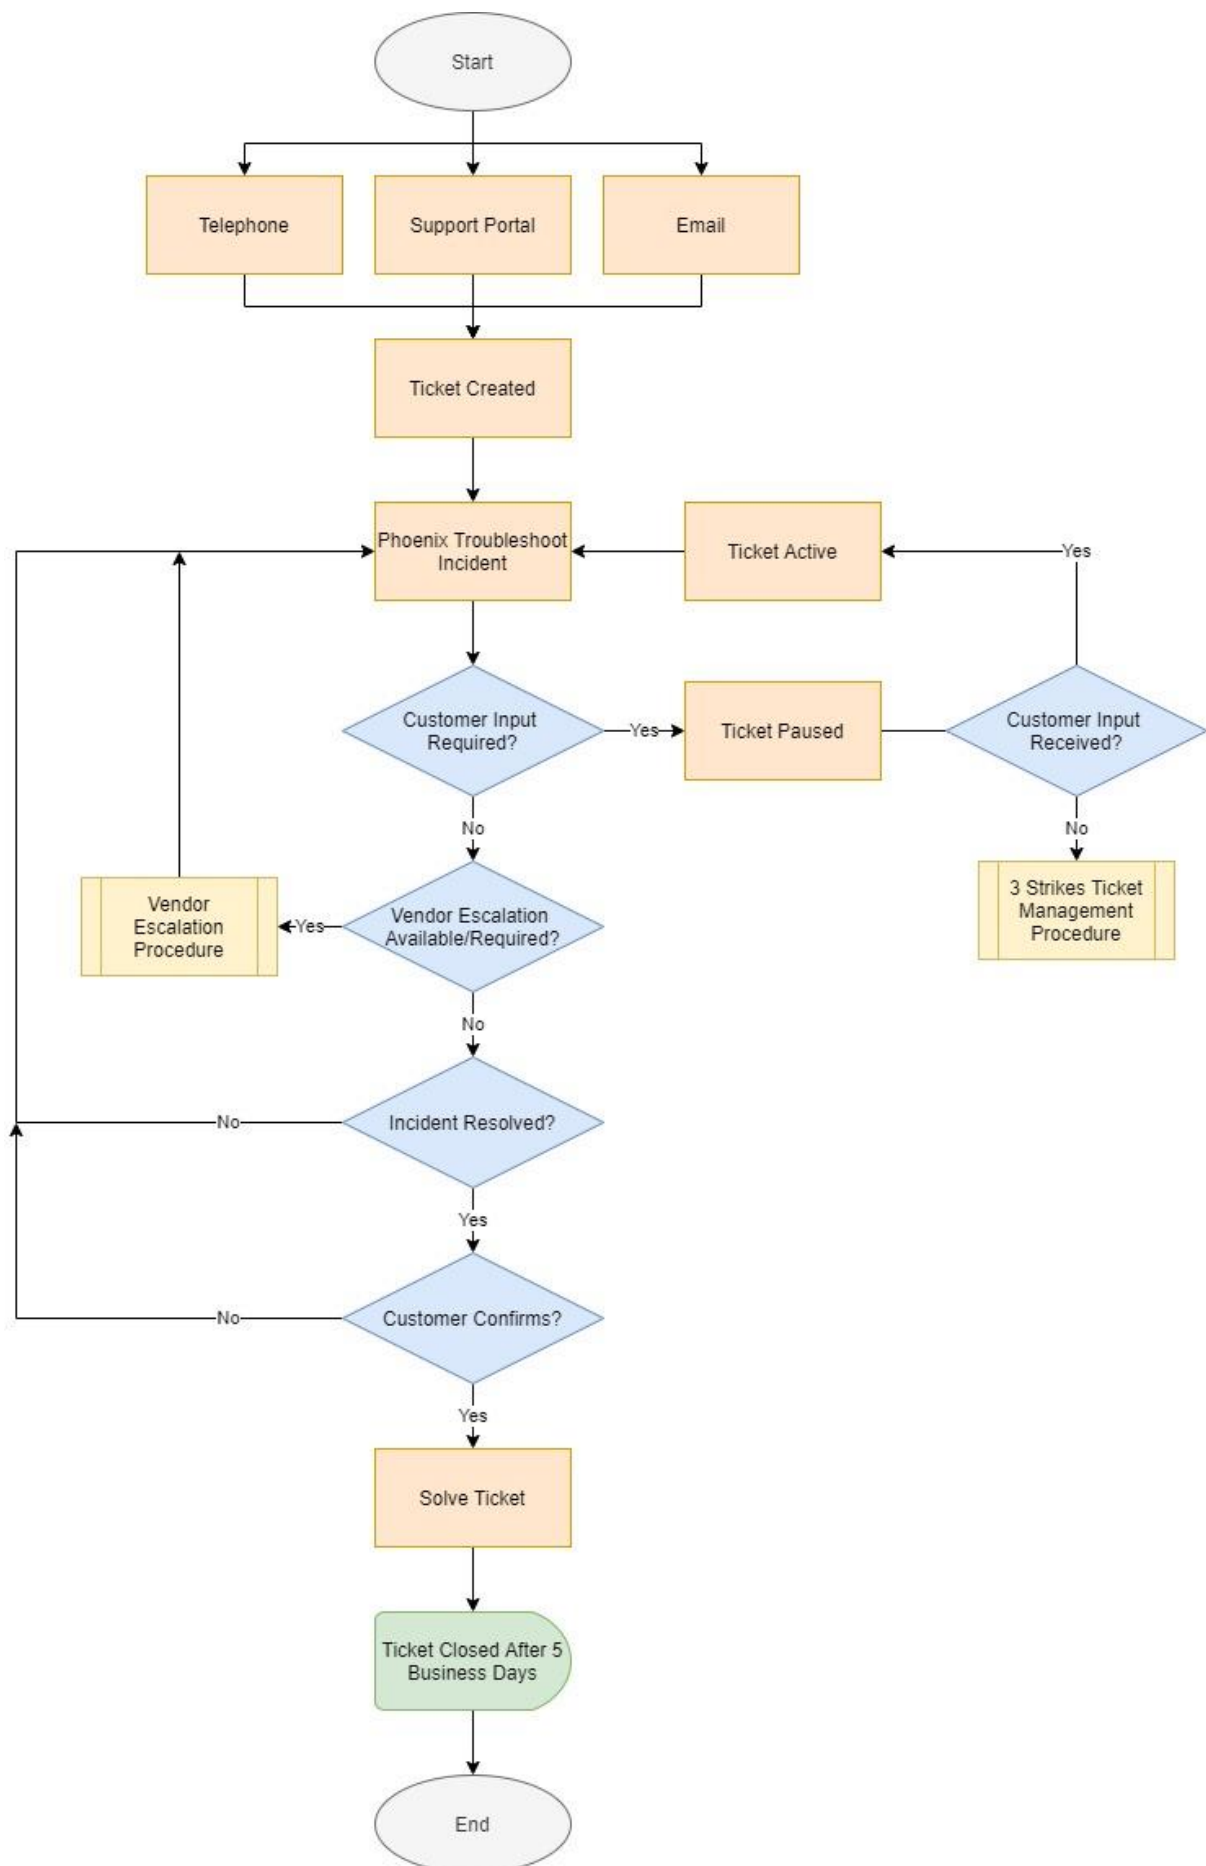 Start
Telephone
Support Portal
Email
Ticket Created
Phoenix Troubleshoot
Incident
Ticket Active
Yes
Customer Input
Required?
Yes
Ticket Paused
Customer Input
Received?
No
No
Vendor
Escalation
Procedure
Yes
Vendor Escalation
Available/Required?
3 Strikes Ticket
Management
Procedure
No
Incident Resolved?
No
Yes
Customer Confirms?
No
Yes
Solve Ticket
Ticket Closed After 5
Business Days
End